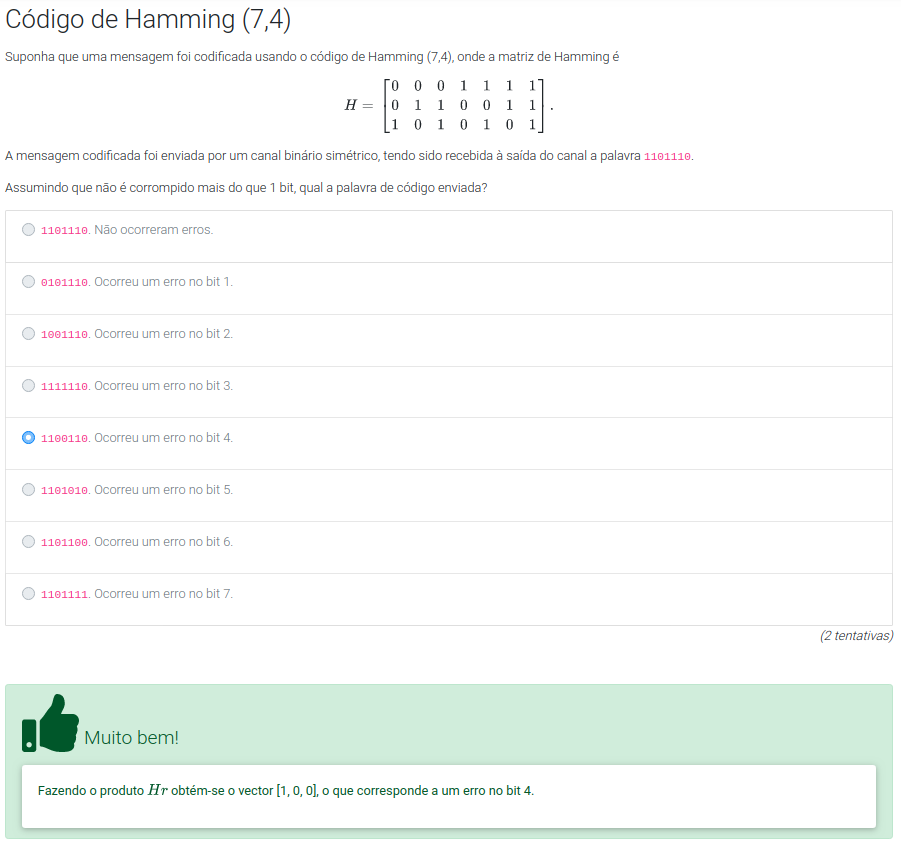 Código de Hamming (7,4)
Suponha que uma mensagem foi codificada usando o código de Hamming (7,4), onde a matriz de Hamming é
H =
0 0 0 1 1 1 1
0 1 1 0 0 1 1
1 0 1 0 1 0 1
.
A mensagem codificada foi enviada por um canal binário simétrico, tendo sido recebida à saída do canal a palavra 1101110.
Assumindo que não é corrompido mais do que 1 bit, qual a palavra de código enviada?
1101110. Não ocorreram erros.
0101110. Ocorreu um erro no bit 1.
1001110. Ocorreu um erro no bit 2.
1111110. Ocorreu um erro no bit 3.
1100110. Ocorreu um erro no bit 4.
1101010. Ocorreu um erro no bit 5.
1101100. Ocorreu um erro no bit 6.
1101111. Ocorreu um erro no bit 7.
(2 tentativas)
Muito bem!
Fazendo o produto Hr obtém-se o vector [1, 0, 0], o que corresponde a um erro no bit 4.